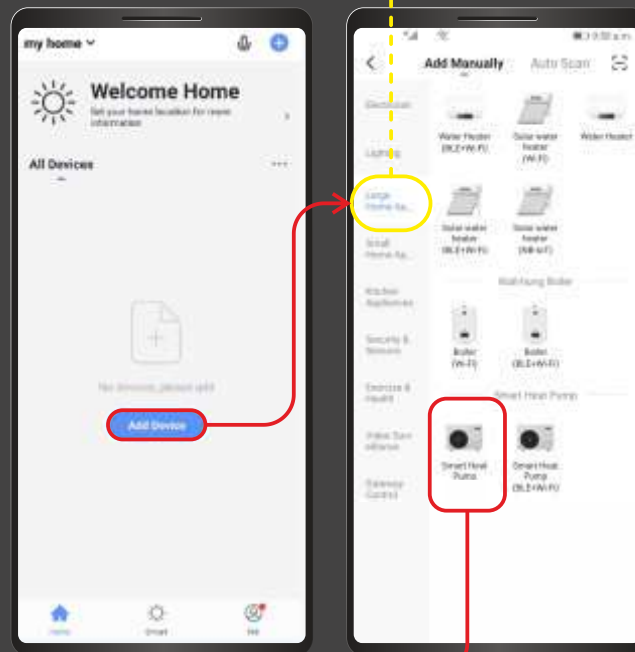 my home
Welcome Home
Set your home location for more
information
All Devices
No devices, please add
Add Device
Home
Smart
Me
Add Manually
Auto Scan
Electrical
Lighting
Large
Home Ap...
Small
Home Ap...
Kitchen
Appliances
Security &
Sensors
Exercise &
Health
Video Surv
eillance
Gateway
Control
Water Heater
(BLE+Wi-Fi)
Solar water
heater
(Wi-Fi)
Water Heater
Solar water
heater
(BLE+Wi-Fi)
Solar water
heater
(NB-IoT)
Wall-hung Boiler
Boiler
(Wi-Fi)
Boiler
(BLE+Wi-Fi)
Smart Heat Pump
Smart Heat
Pump
Smart Heat
Pump
(BLE+Wi-Fi)